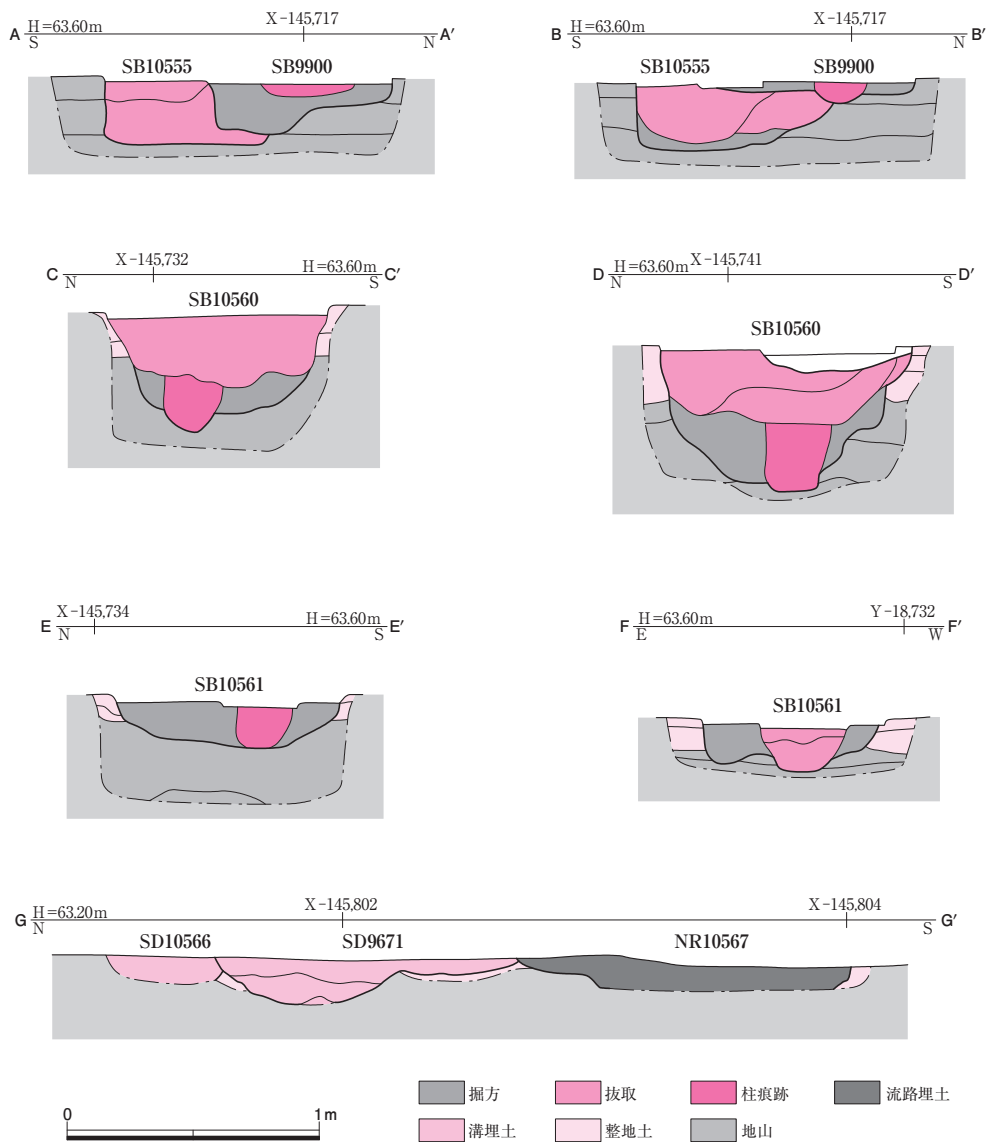 A H=63.60m X-145,717 A′
S N
SB10555 SB9900
B H=63.60m X-145,717 B′
S N
SB10555 SB9900
C X-145,732 H=63.60m C′
N S
SB10560
D H=63.60m X-145,741 D′
N S
SB10560
E X-145,734 H=63.60m E′
N S
SB10561
F H=63.60m Y-18,732 F′
E W
SB10561
G H=63.20m X-145,802 X-145,804 G′
N S
SD10566 SD9671 NR10567
掘方 抜取 柱痕跡 流路埋土
溝埋土 整地土 地山
0 1m